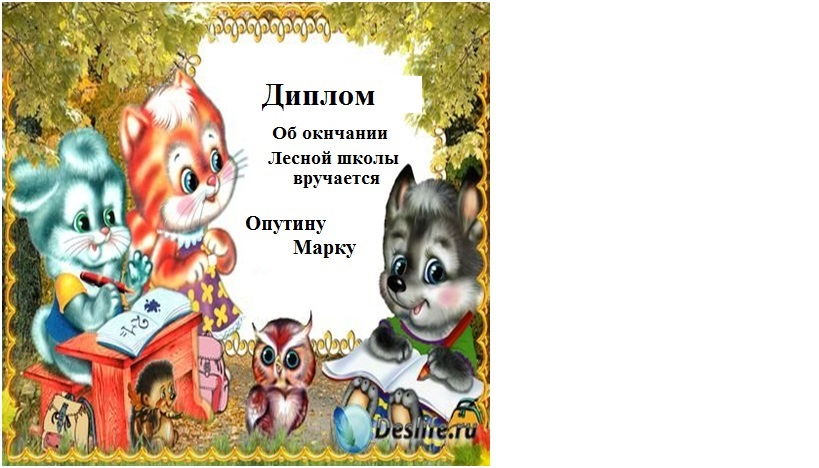 Диплом
Об окнчании
Лесной школы
вручается
Опутину
Марку
Deslife.ru